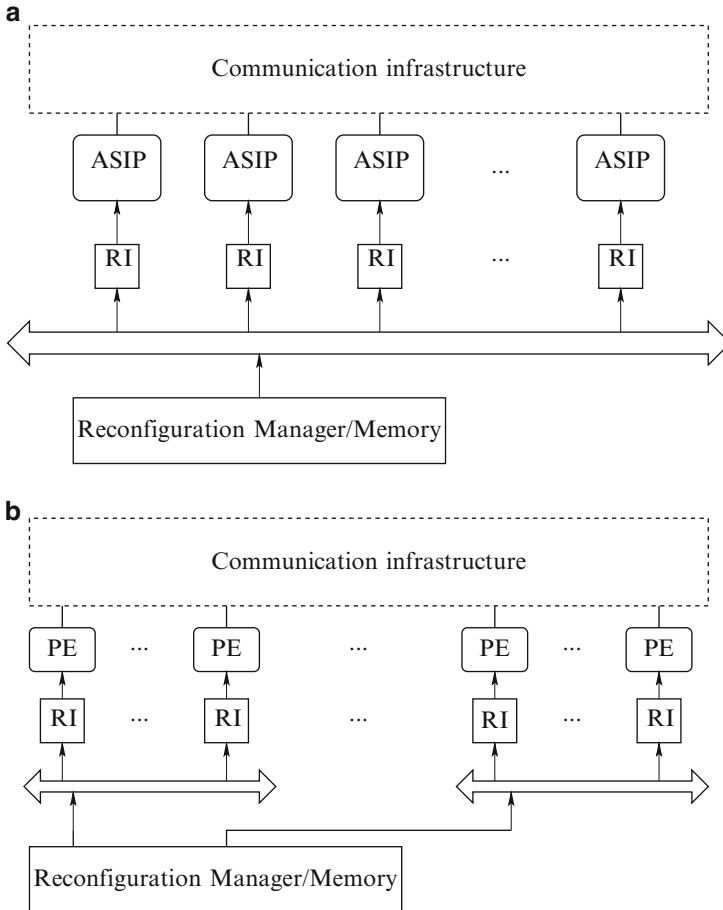 a
Communication infrastructure
ASIP ASIP ASIP ... ASIP
RI RI RI ... RI
Reconfiguration Manager/Memory
b
Communication infrastructure
PE ... PE ... PE ... PE
RI ... RI ... RI ... RI
Reconfiguration Manager/Memory